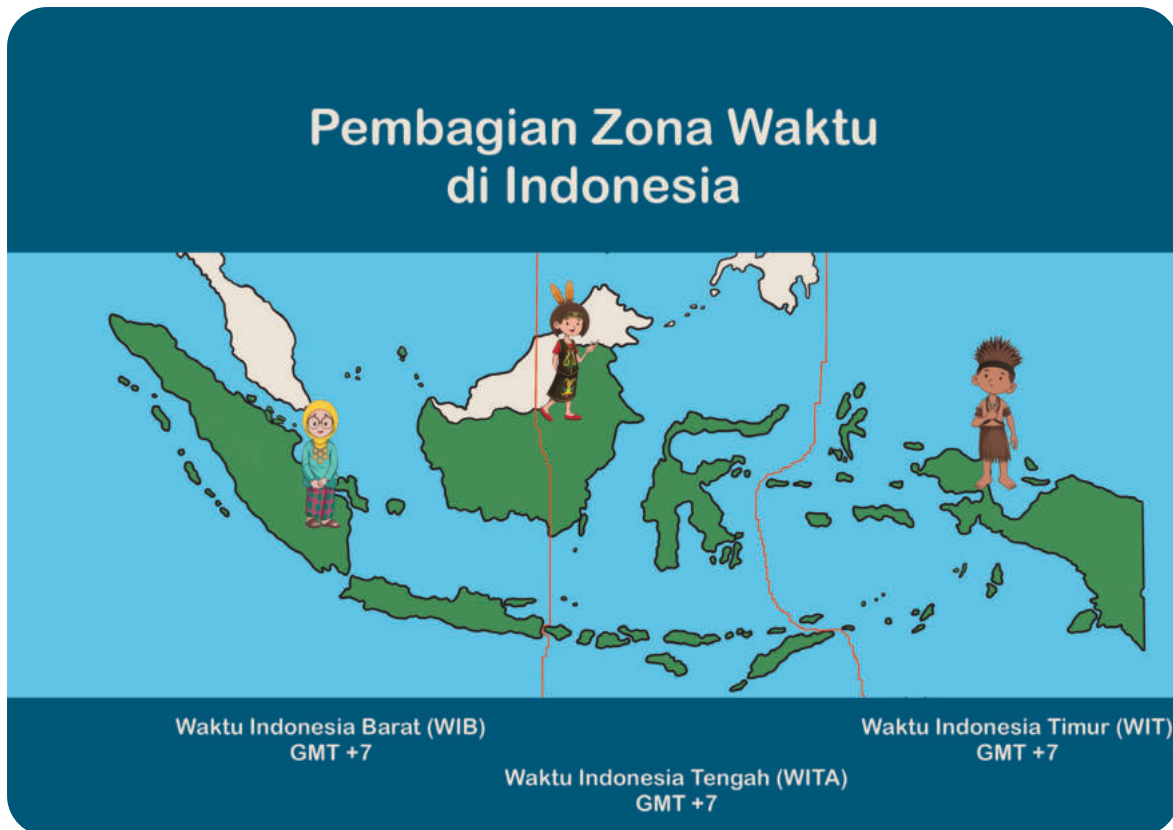 Pembagian Zona Waktu
di Indonesia
Waktu Indonesia Barat (WIB)
GMT +7
Waktu Indonesia Tengah (WITA)
GMT +7
Waktu Indonesia Timur (WIT)
GMT +7